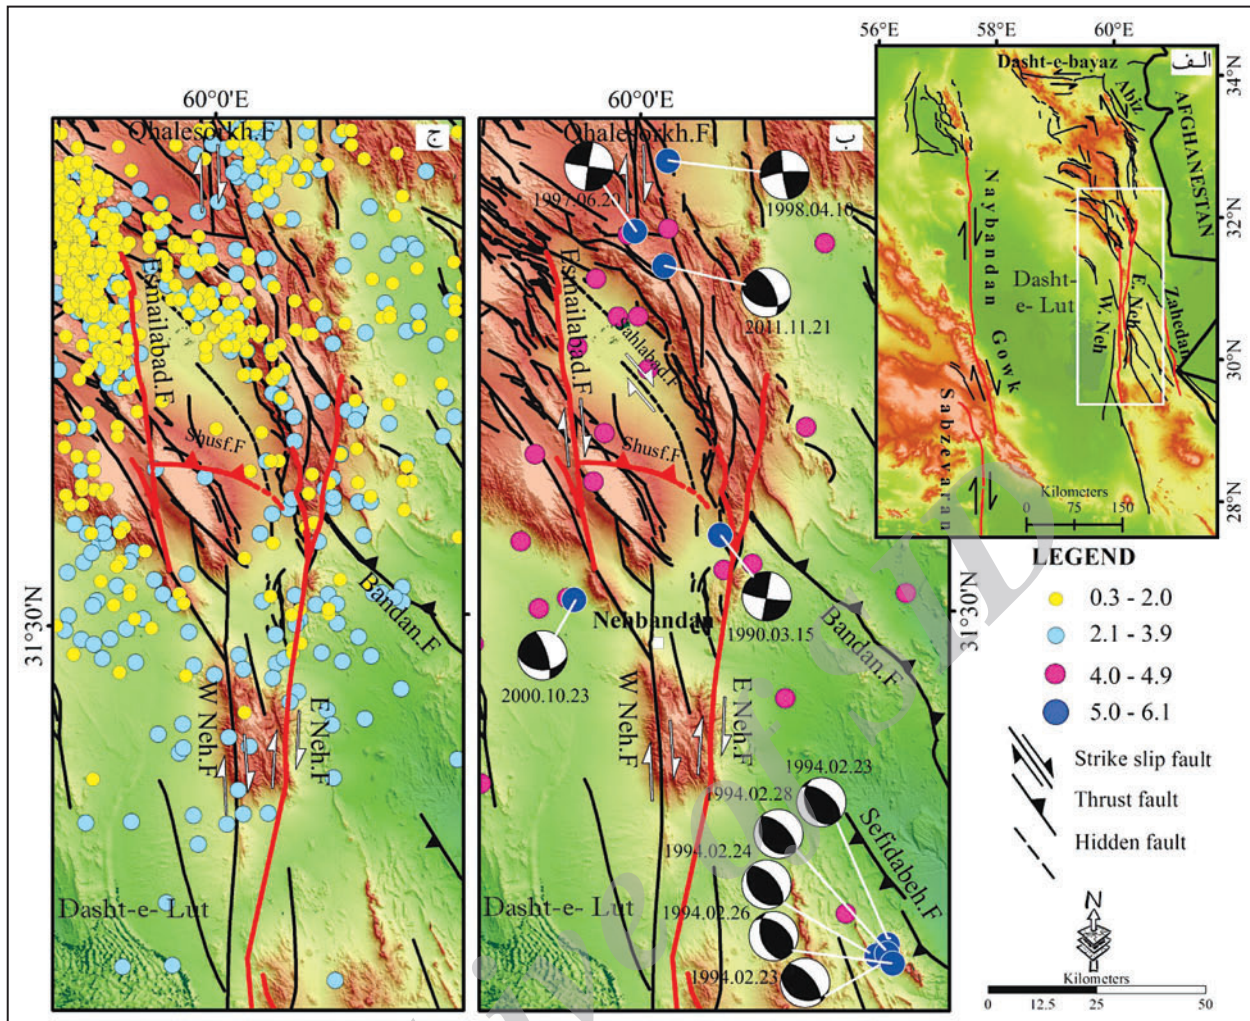 60°0'E
Qhalesorkh.F
ج
Esmailabad.F
Shusf.F
Bandan.F
31°30'N
W Neh.F
E Neh.F
Dasht-e- Lut
60°0'E
Qhalesorkh.F
ب
1997.06.20
1998.04.10
2011.11.21
Esmailabad.F
Sahlabad.F
Shusf.F
Nehbandan
1990.03.15
2000.10.23
Bandan.F
31°30'N
W Neh.F
E Neh.F
1994.02.23
1994.02.28
1994.02.24
1994.02.26
1994.02.23
Sefidabeh.F
Dasht-e- Lut
56°E
58°E
60°E
الـف
Dasht-e-bayaz
Abiz
AFGHANESTAN
34°N
32°N
30°N
28°N
Naybandan
Dasht-
e- Lut
Gowk
Sabzevaran
W. Neh
E. Neh
Zahedan
Kilometers
0 75 150
LEGEND
0.3 - 2.0
2.1 - 3.9
4.0 - 4.9
5.0 - 6.1
Strike slip fault
Thrust fault
Hidden fault
N
Kilometers
0 12.5 25 50